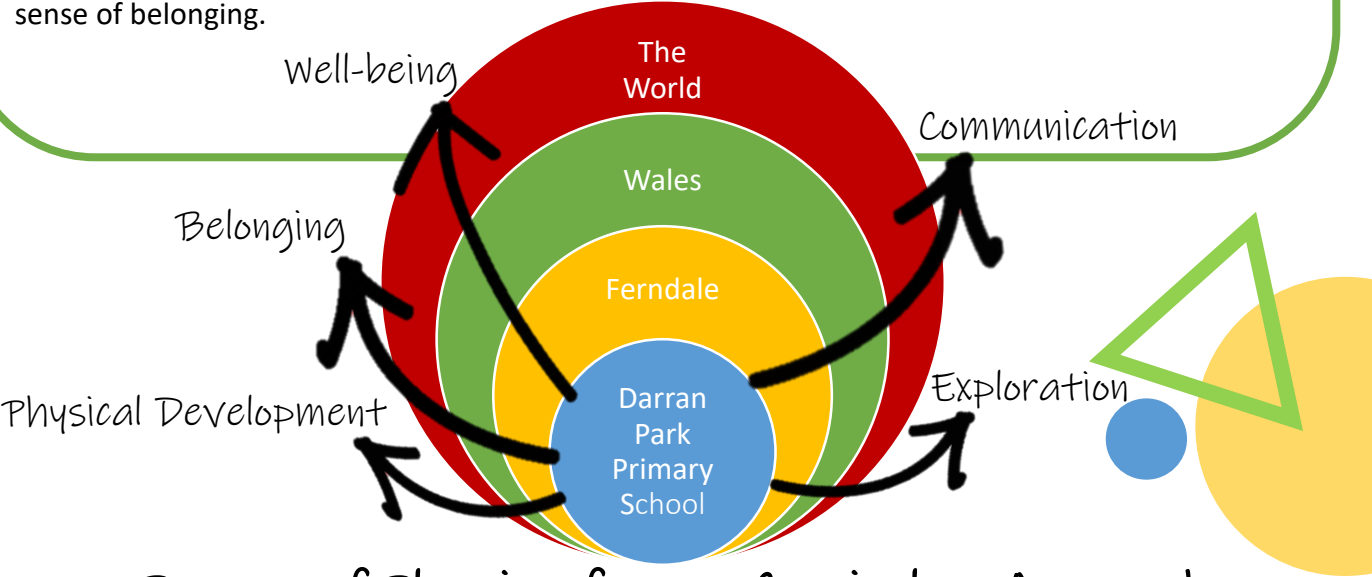 sense of belonging.
Well-being
The
World
Communication
Wales
Belonging
Ferndale
Exploration
Physical Development
Darran
Park
Primary
School